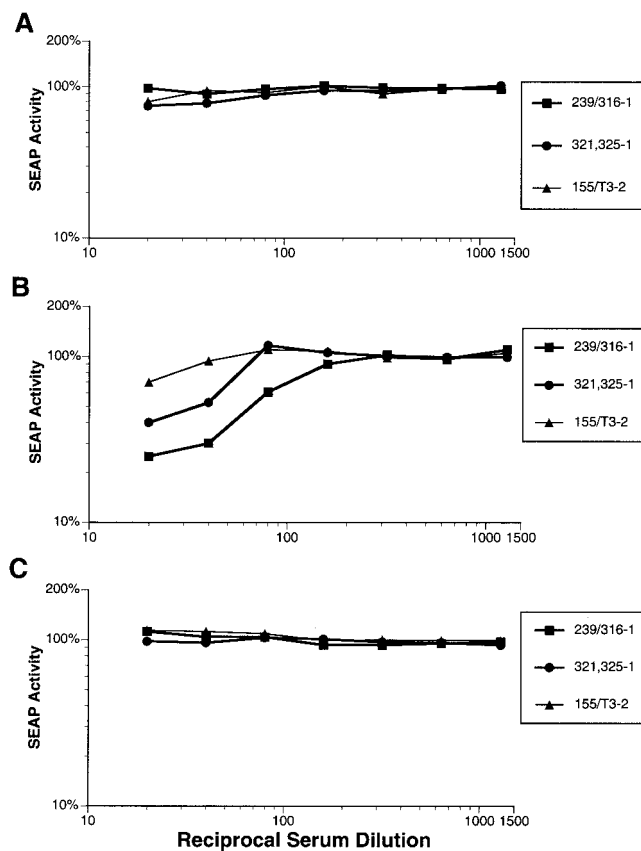 A
200%
100%
10%
SEAP Activity
10
100
1000 1500
239/316-1
321,325-1
155/T3-2
B
200%
100%
10%
SEAP Activity
10
100
1000 1500
239/316-1
321,325-1
155/T3-2
C
200%
100%
10%
SEAP Activity
10
100
1000 1500
239/316-1
321,325-1
155/T3-2
Reciprocal Serum Dilution